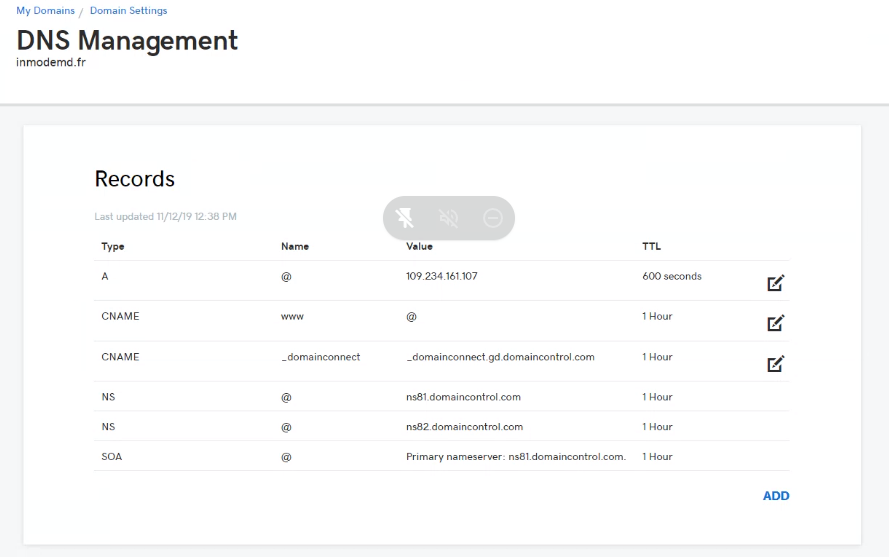 My Domains / Domain Settings
DNS Management
inmodemd.fr
Records
Last updated 11/12/19 12:38 PM
Type Name Value TTL
A @ 109.234.161.107 600 seconds
CNAME www @ 1 Hour
CNAME _domainconnect _domainconnect.gd.domaincontrol.com 1 Hour
NS @ ns81.domaincontrol.com 1 Hour
NS @ ns82.domaincontrol.com 1 Hour
SOA @ Primary nameserver: ns81.domaincontrol.com. 1 Hour
ADD